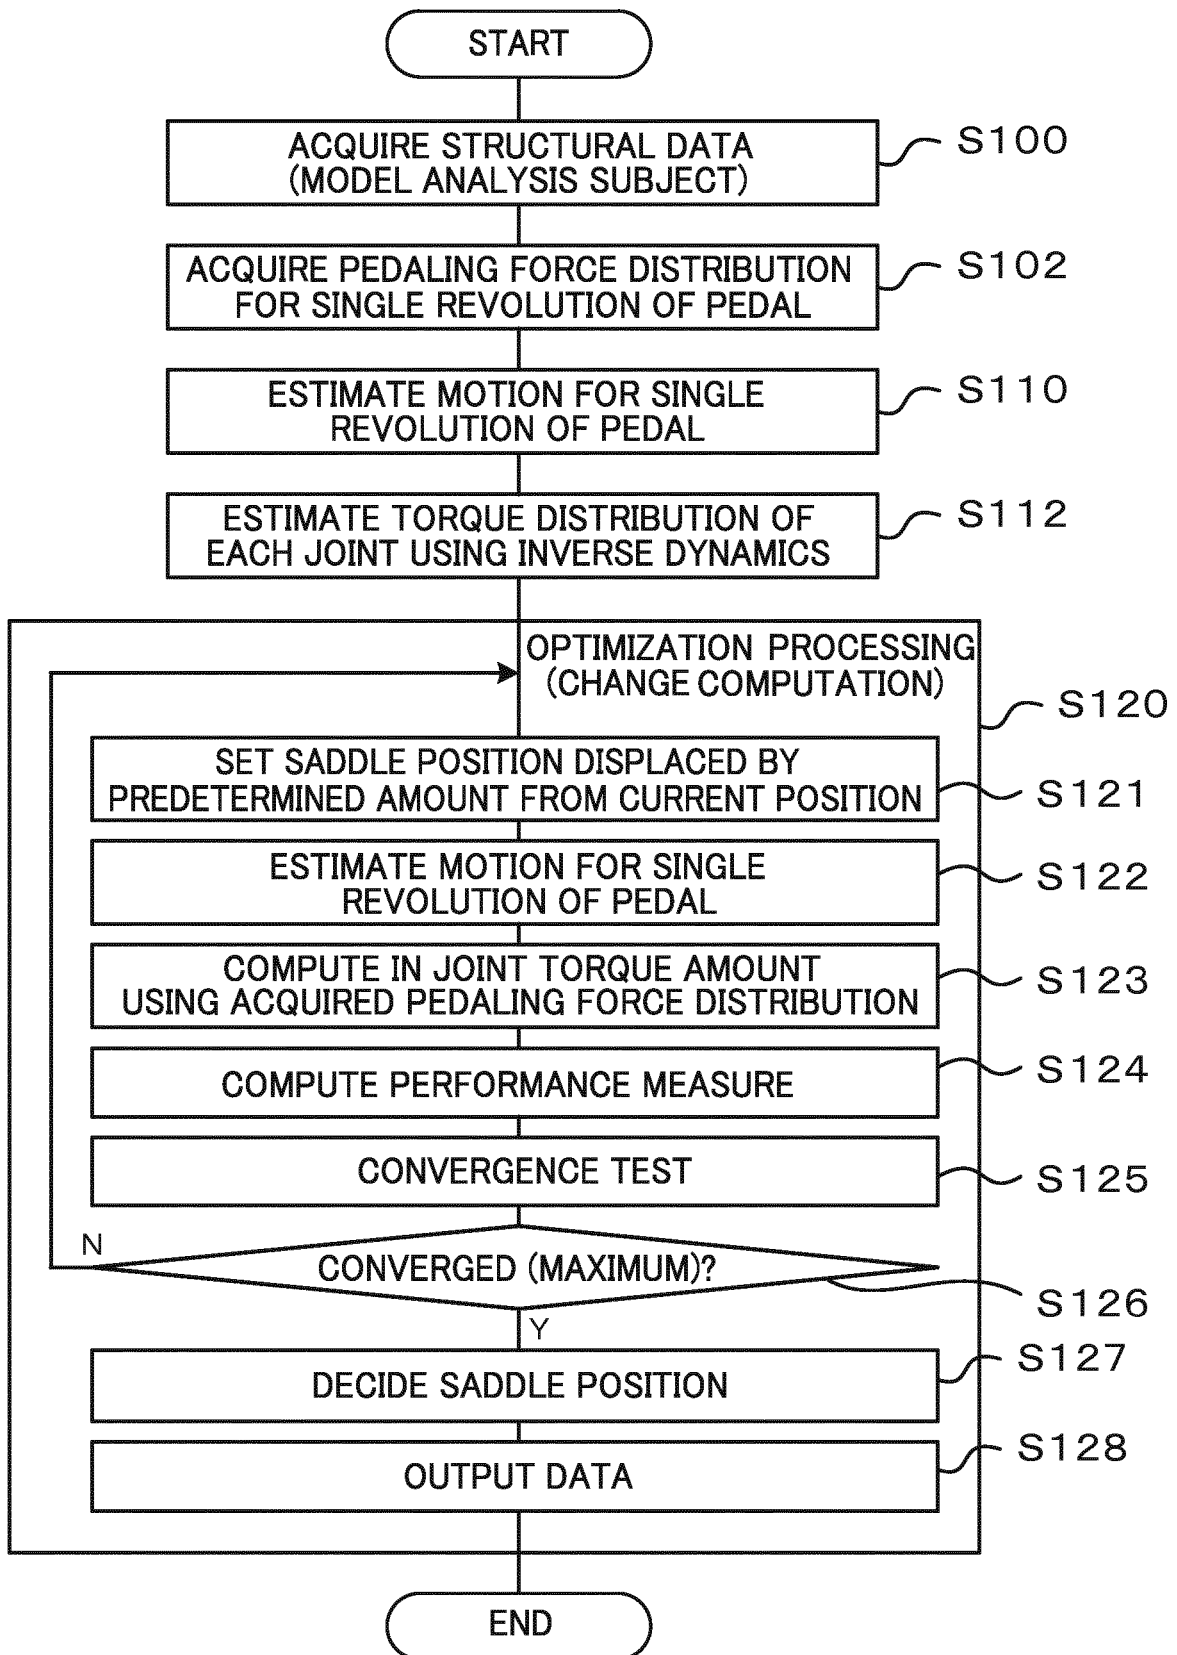 START
ACQUIRE STRUCTURAL DATA
(MODEL ANALYSIS SUBJECT)
S100
ACQUIRE PEDALING FORCE DISTRIBUTION
FOR SINGLE REVOLUTION OF PEDAL
S102
ESTIMATE MOTION FOR SINGLE
REVOLUTION OF PEDAL
S110
ESTIMATE TORQUE DISTRIBUTION OF
EACH JOINT USING INVERSE DYNAMICS
S112
OPTIMIZATION PROCESSING
(CHANGE COMPUTATION)
S120
SET SADDLE POSITION DISPLACED BY
PREDETERMINED AMOUNT FROM CURRENT POSITION
S121
ESTIMATE MOTION FOR SINGLE
REVOLUTION OF PEDAL
S122
COMPUTE IN JOINT TORQUE AMOUNT
USING ACQUIRED PEDALING FORCE DISTRIBUTION
S123
COMPUTE PERFORMANCE MEASURE
S124
CONVERGENCE TEST
S125
N
CONVERGED (MAXIMUM)?
S126
Y
DECIDE SADDLE POSITION
S127
OUTPUT DATA
S128
END